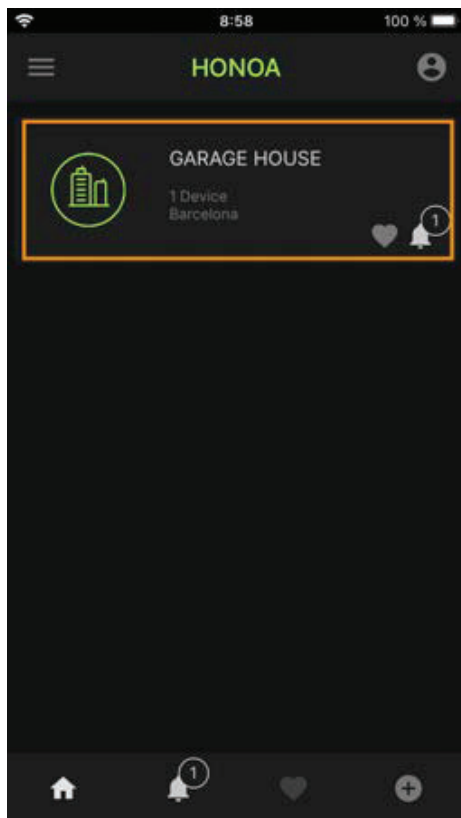 8:58
100 %
HONOA
GARAGE HOUSE
1 Device
Barcelona
1
1